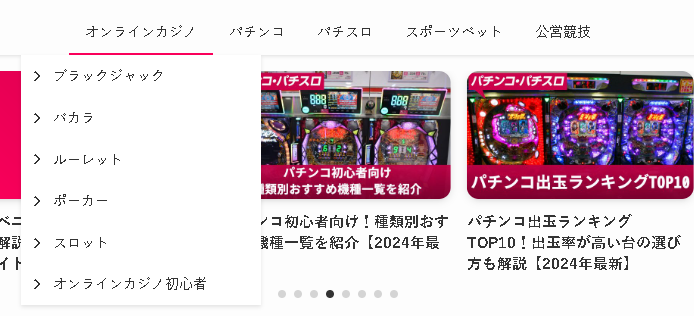 オンラインカジノ パチンコ パチスロ スポーツベット 公営競技
ブラックジャック
バカラ
ルーレット
ポーカー
スロット
オンラインカジノ初心者
ベニ
解説
イト
パチンコ・パチスロ
888
888
パチンコ初心者向け
種類別おすすめ機種一覧を紹介
ンコ初心者向け！種類別おす
機種一覧を紹介【2024年最
パチンコ・パチスロ
パチンコ出玉ランキングTOP10
パチンコ出玉ランキング
TOP10！出玉率が高い台の選び
方も解説【2024年最新】